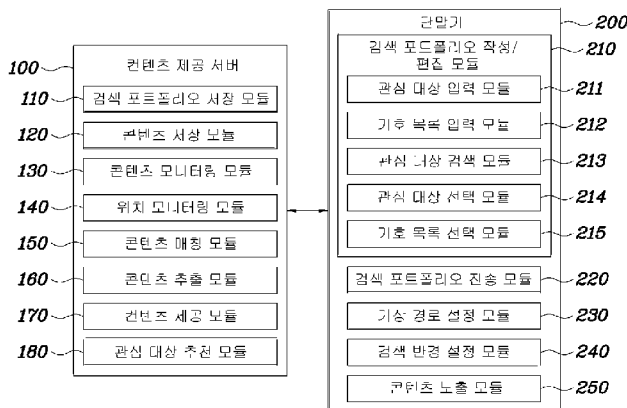 100
컨텐츠 제공 서버
110
검색 포트폴리오 저장 모듈
120
콘텐츠 저장 모듈
130
콘텐츠 모니터링 모듈
140
위치 모니터링 모듈
150
콘텐츠 매칭 모듈
160
콘텐츠 추출 모듈
170
컨텐츠 제공 모듈
180
관심 대상 추천 모듈
단말기
200
검색 포트폴리오 작성/
편집 모듈
210
관심 대상 입력 모듈
211
기호 목록 입력 모듈
212
관심 대상 검색 모듈
213
관심 대상 선택 모듈
214
기호 목록 선택 모듈
215
검색 포트폴리오 전송 모듈
220
가상 경로 설정 모듈
230
검색 반경 설정 모듈
240
콘텐츠 노출 모듈
250